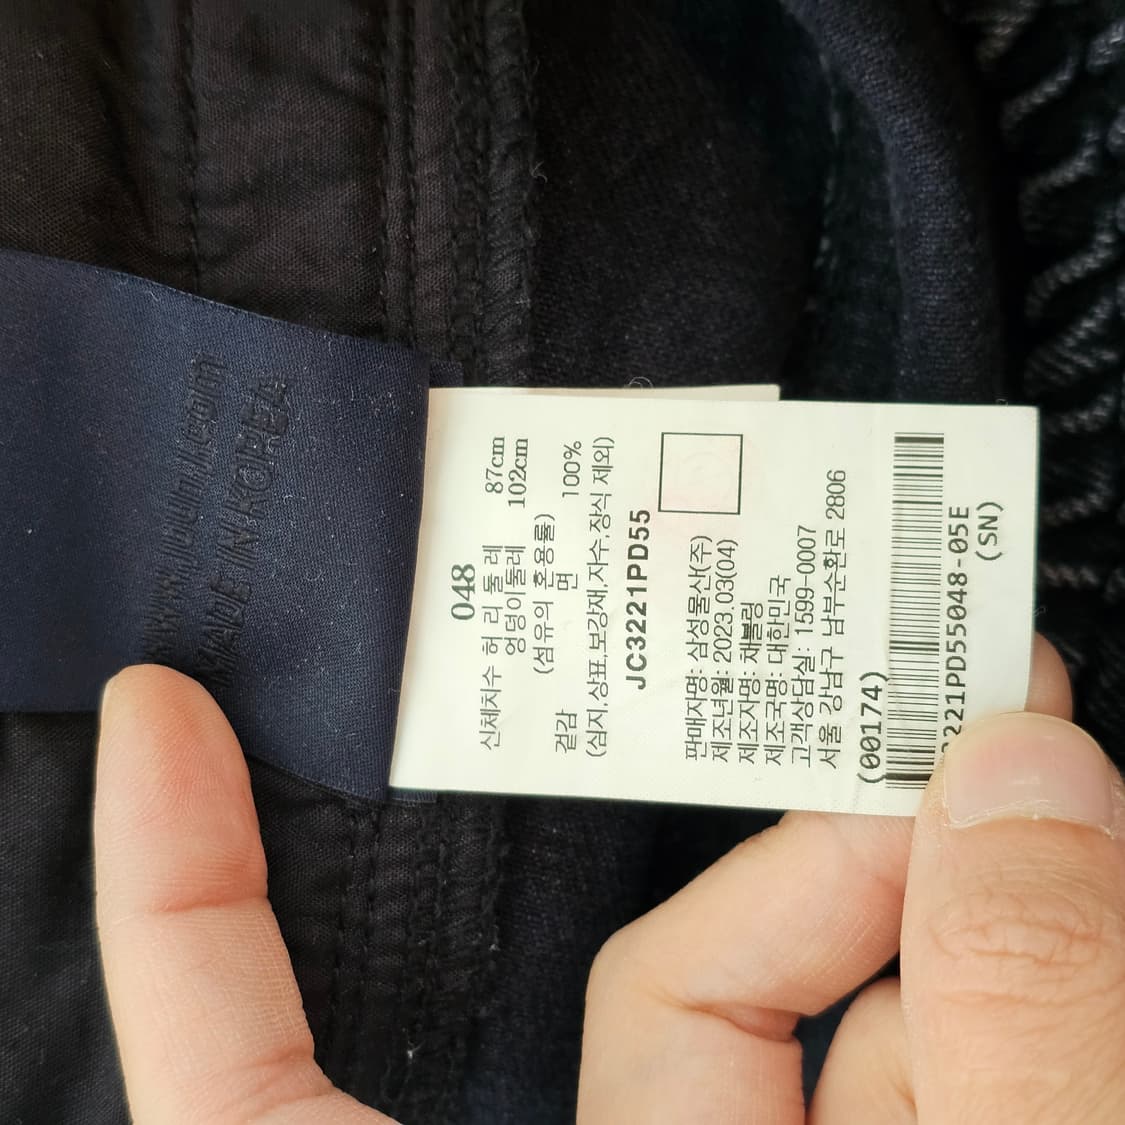 MADE IN KOREA
048
신체치수 허 리 둘 레 87cm
엉덩이둘레 102cm
(섬유의 혼용률)
겉감 면 100%
(심지,상표,보강재,자수,장식 제외)
JC3221PD55
판매자명: 삼성물산(주)
제조년월: 2023.03(04)
제조자명: 채블링
제조국명: 대한민국
고객상담실: 1599-0007
서울 강남구 남부순환로 2806
(00174)
3221PD55048-05E
(SN)